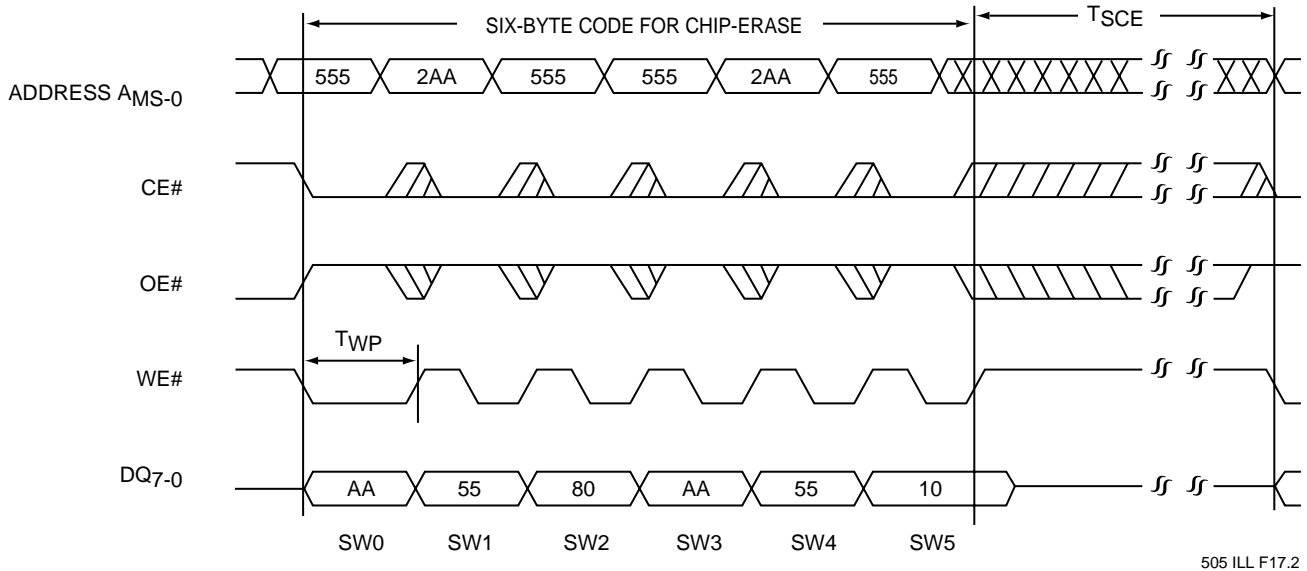 SIX-BYTE CODE FOR CHIP-ERASE
TSCE
ADDRESS AMS-0
555 2AA 555 555 2AA 555
CE#
OE#
TWP
WE#
DQ7-0
AA 55 80 AA 55 10
SW0 SW1 SW2 SW3 SW4 SW5
505 ILL F17.2